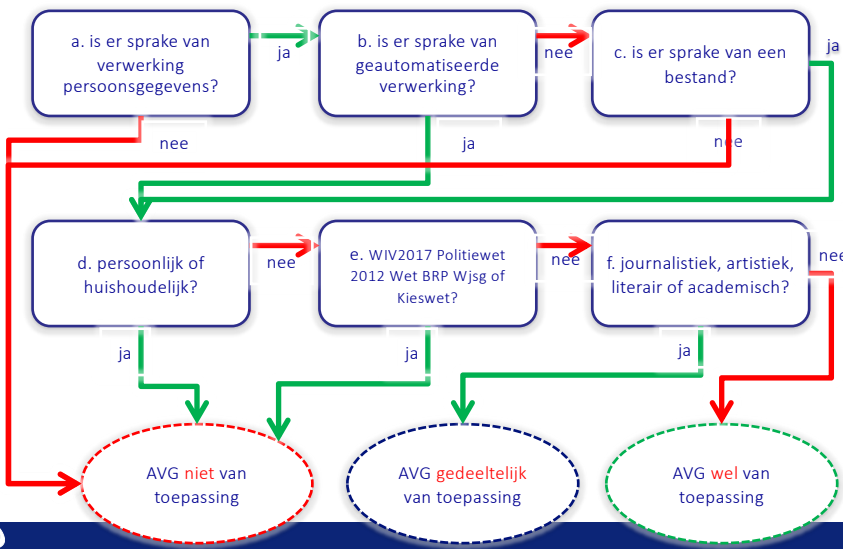 a. is er sprake van
verwerking
persoonsgegevens?
ja
b. is er sprake van
geautomatiseerde
verwerking?
nee
c. is er sprake van een
bestand?
ja
nee
ja
nee
d. persoonlijk of
huishoudelijk?
nee
e. WIV2017 Politiewet
2012 Wet BRP Wjsg of
Kieswet?
nee
f. journalistiek, artistiek,
literair of academisch?
nee
ja
ja
ja
AVG niet van
toepassing
AVG gedeeltelijk
van toepassing
AVG wel van
toepassing